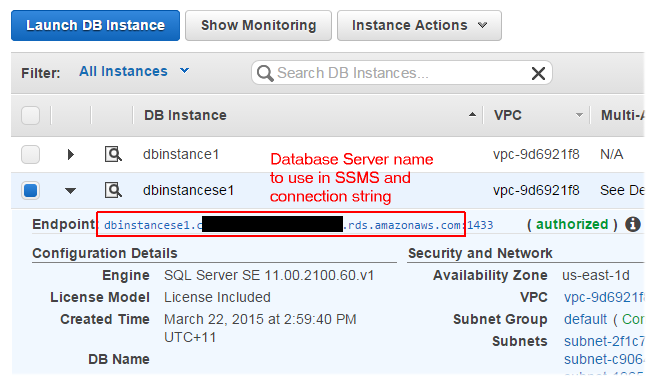 Launch DB Instance Show Monitoring Instance Actions
Filter: All Instances Search DB Instances...
DB Instance VPC Multi-A
dbinstance1 vpc-9d6921f8 N/A
Database Server name
to use in SSMS and
connection string
dbinstancese1 vpc-9d6921f8 See De
Endpoint: dbinstancese1.c .rds.amazonaws.com:1433 ( authorized )
Configuration Details Security and Network
Engine SQL Server SE 11.00.2100.60.v1 Availability Zone us-east-1d
License Model License Included VPC vpc-9d6921f8
Created Time March 22, 2015 at 2:59:40 PM Subnet Group default ( Com
UTC+11 Subnets subnet-2f1c7
DB Name subnet-c906